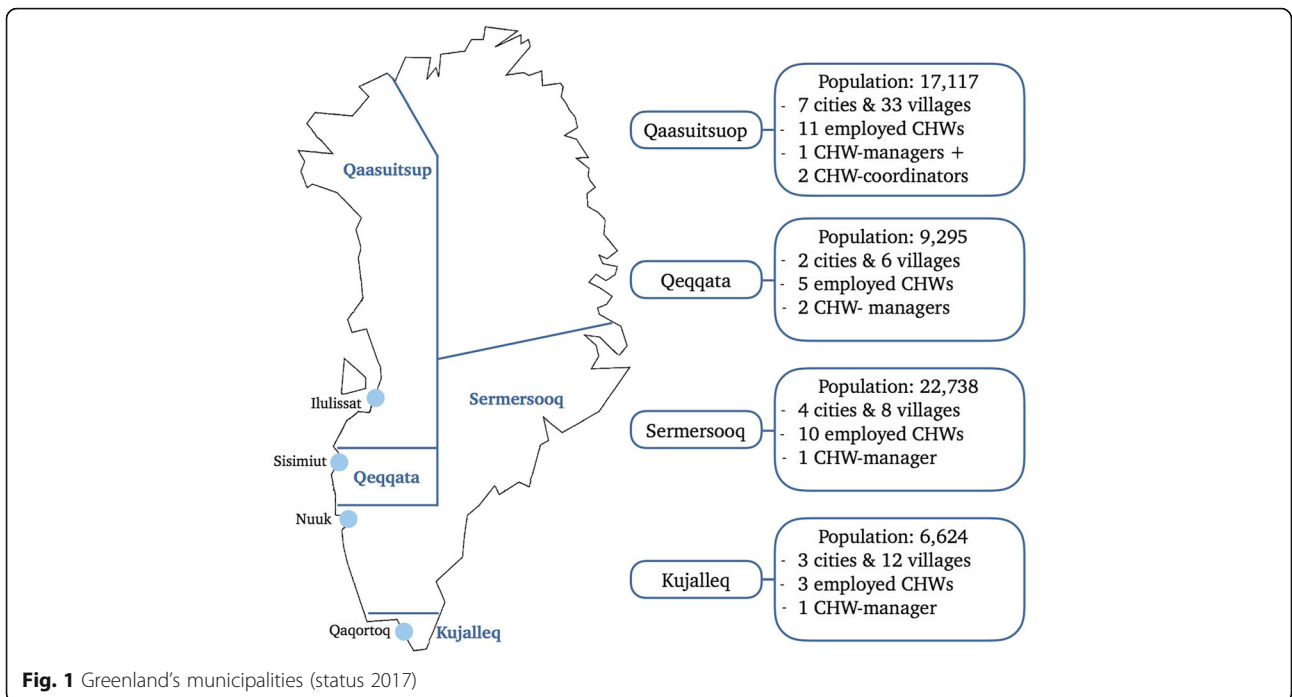 Qaasuitsup
Ilulissat
Sermersooq
Sisimiut
Qeqqata
Nuuk
Qaqortoq
Kujalleq
Qaasuitsuop
Population: 17,117
- 7 cities & 33 villages
- 11 employed CHWs
- 1 CHW-managers +
2 CHW-coordinators
Qeqqata
Population: 9,295
- 2 cities & 6 villages
- 5 employed CHWs
- 2 CHW- managers
Sermersooq
Population: 22,738
- 4 cities & 8 villages
- 10 employed CHWs
- 1 CHW-manager
Kujalleq
Population: 6,624
- 3 cities & 12 villages
- 3 employed CHWs
- 1 CHW-manager
Fig. 1 Greenland's municipalities (status 2017)